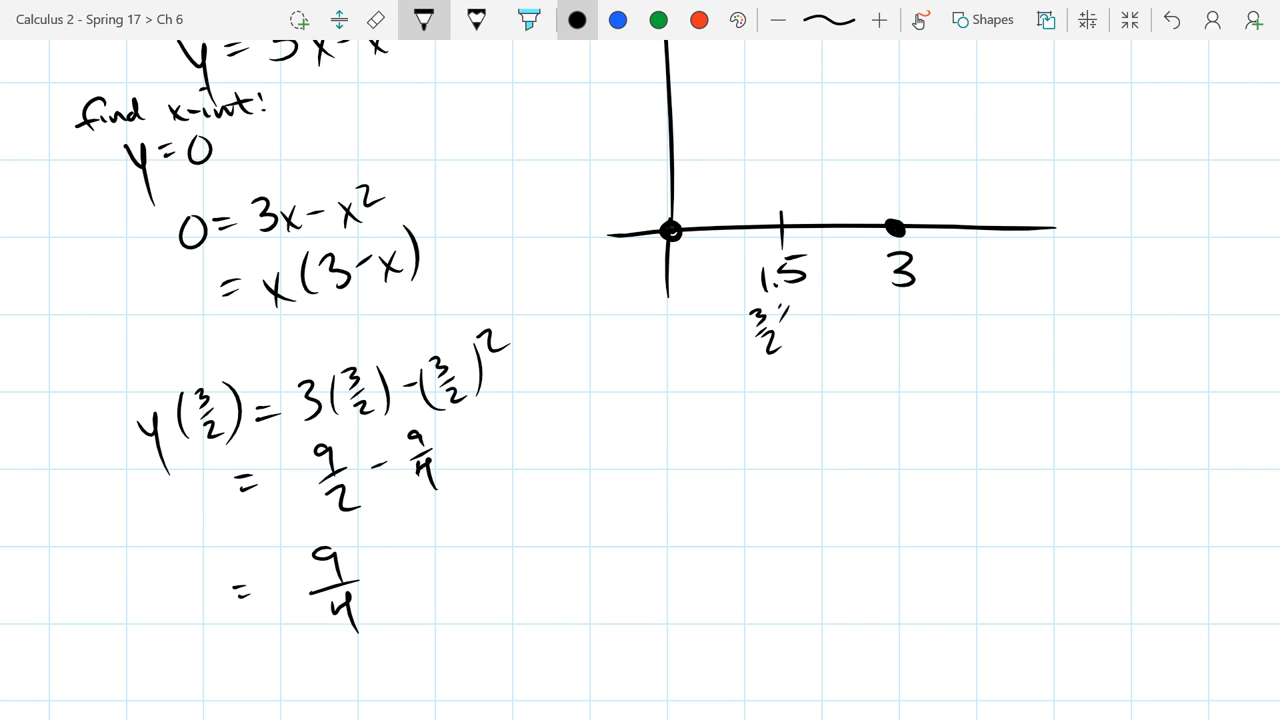 Calculus 2 - Spring 17 > Ch 6
Shapes
y = 3x - x
find x-int:
y = 0
0 = 3x - x²
= x(3-x)
y(3/2) = 3(3/2) - (3/2)²
= 9/2 - 9/4
= 9/4
1.5
3
3/2